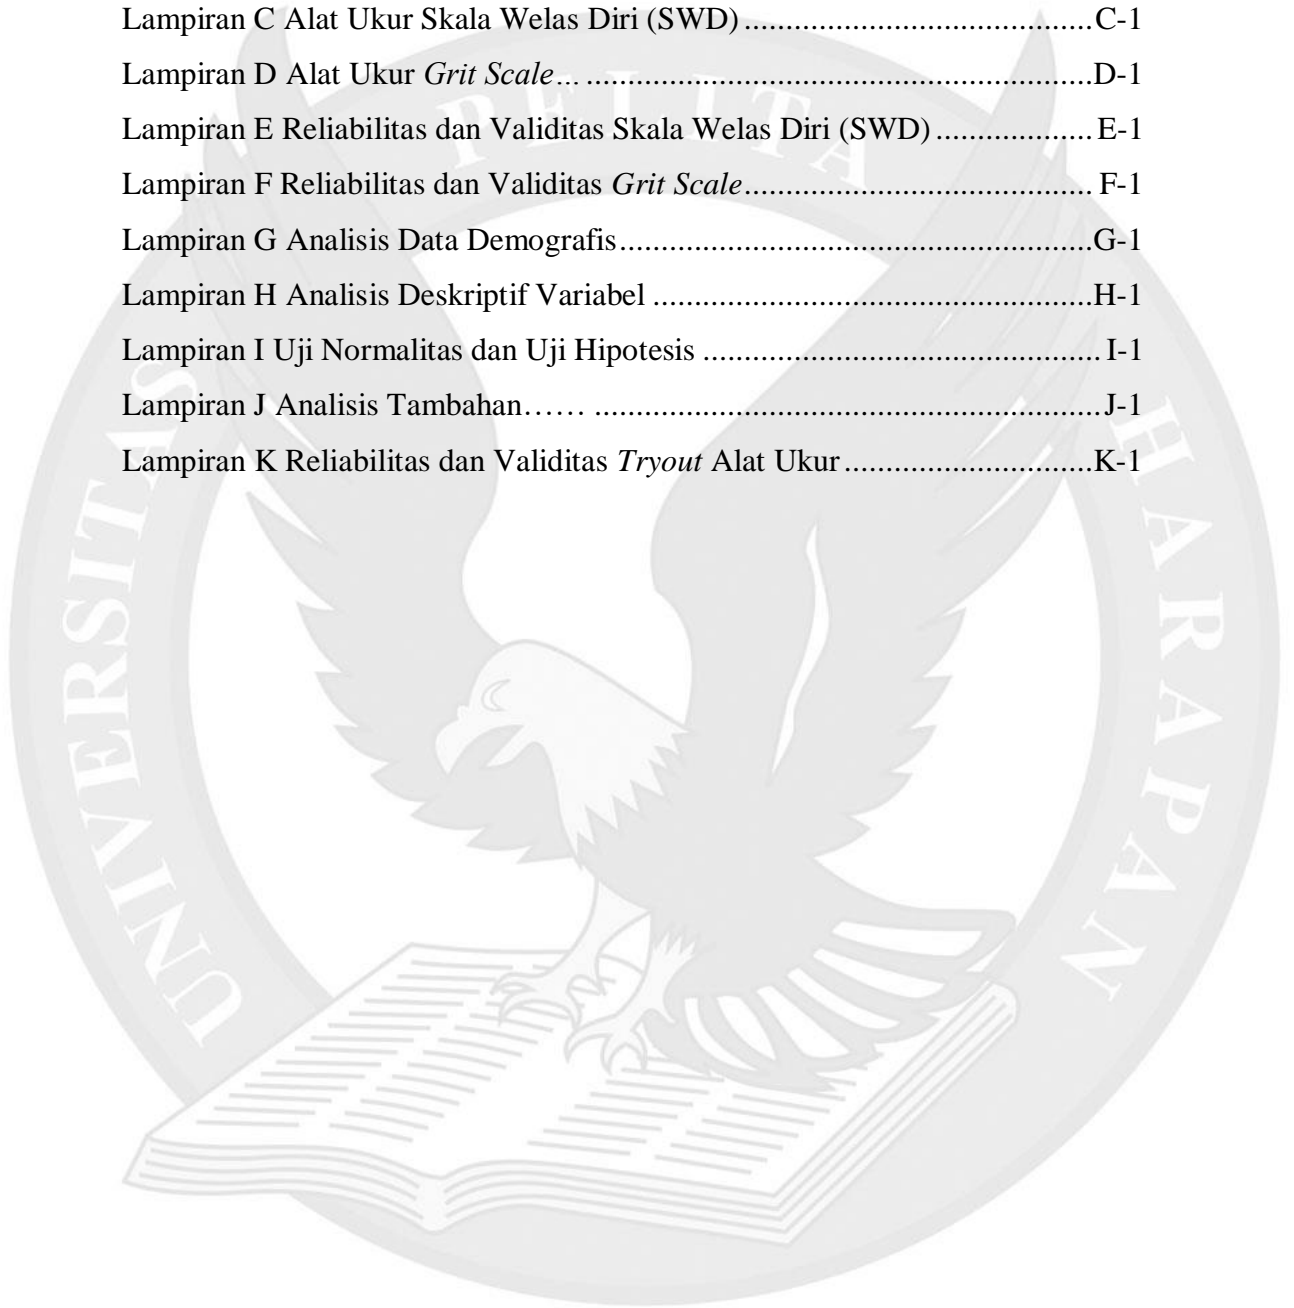 Lampiran C Alat Ukur Skala Welas Diri (SWD)..........................................C-1
Lampiran D Alat Ukur Grit Scale... .............................................................D-1
Lampiran E Reliabilitas dan Validitas Skala Welas Diri (SWD)................... E-1
Lampiran F Reliabilitas dan Validitas Grit Scale.......................................... F-1
Lampiran G Analisis Data Demografis.........................................................G-1
Lampiran H Analisis Deskriptif Variabel .....................................................H-1
Lampiran I Uji Normalitas dan Uji Hipotesis ................................................ I-1
Lampiran J Analisis Tambahan…… .............................................................J-1
Lampiran K Reliabilitas dan Validitas Tryout Alat Ukur..............................K-1
UNIVERSITAS PELITA HARAPAN